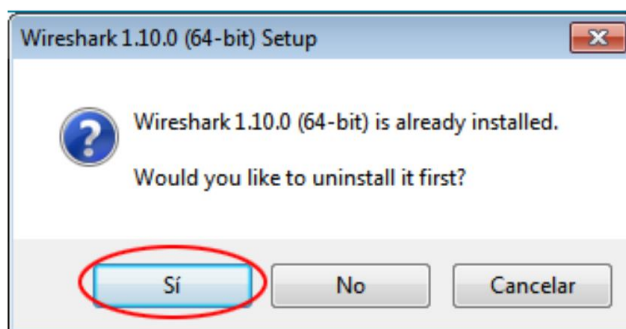 Wireshark 1.10.0 (64-bit) Setup
Wireshark 1.10.0 (64-bit) is already installed.
Would you like to uninstall it first?
Sí
No
Cancelar